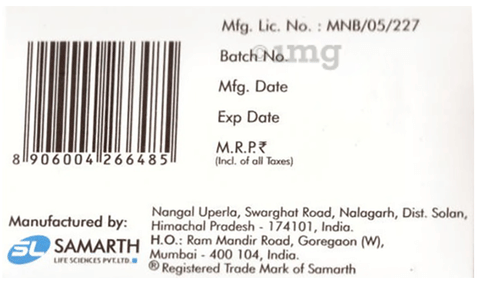 Mfg. Lic. No. : MNB/05/227
Batch No.
1mg
Mfg. Date
Exp Date
M.R.P.₹
(Incl. of all Taxes)
8 906004 266485
Manufactured by:
SL SAMARTH
LIFE SCIENCES PVT.LTD.
Nangal Uperla, Swarghat Road, Nalagarh, Dist. Solan,
Himachal Pradesh - 174101, India.
H.O.: Ram Mandir Road, Goregaon (W),
Mumbai - 400 104, India.
® Registered Trade Mark of Samarth